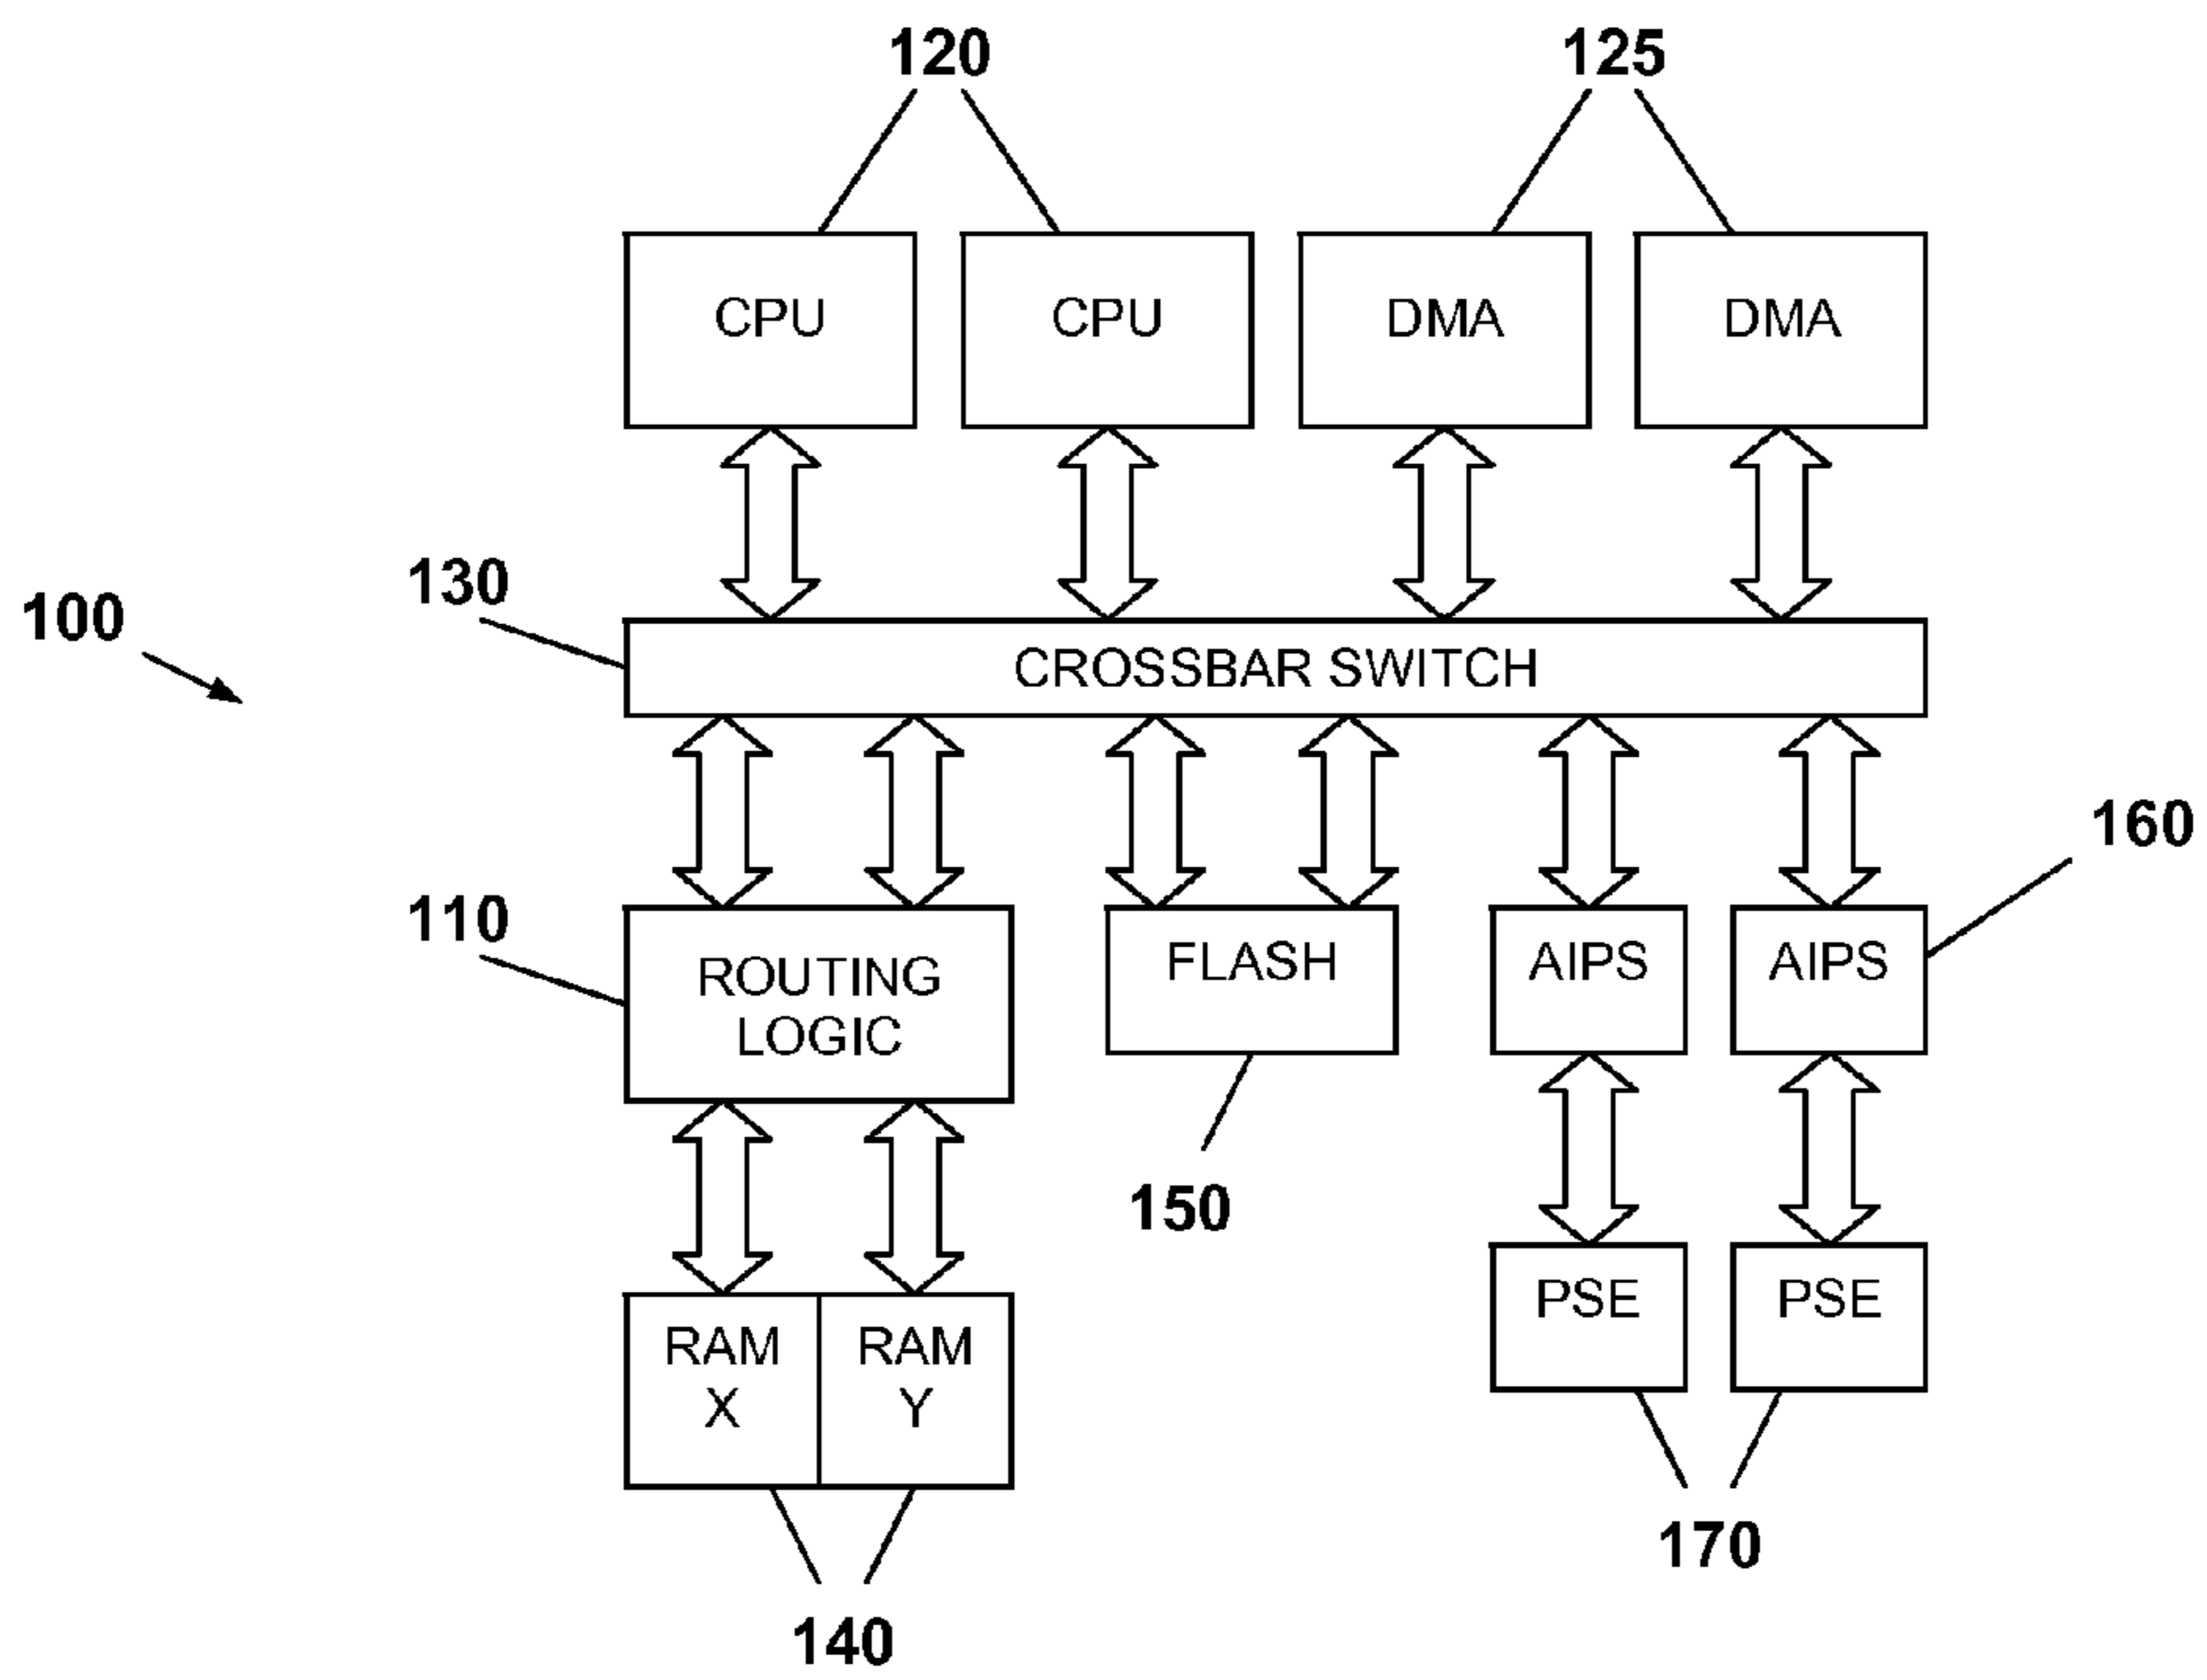 120
125
CPU
CPU
DMA
DMA
130
100
CROSSBAR SWITCH
160
110
ROUTING
LOGIC
FLASH
AIPS
AIPS
150
PSE
PSE
RAM
X
RAM
Y
170
140